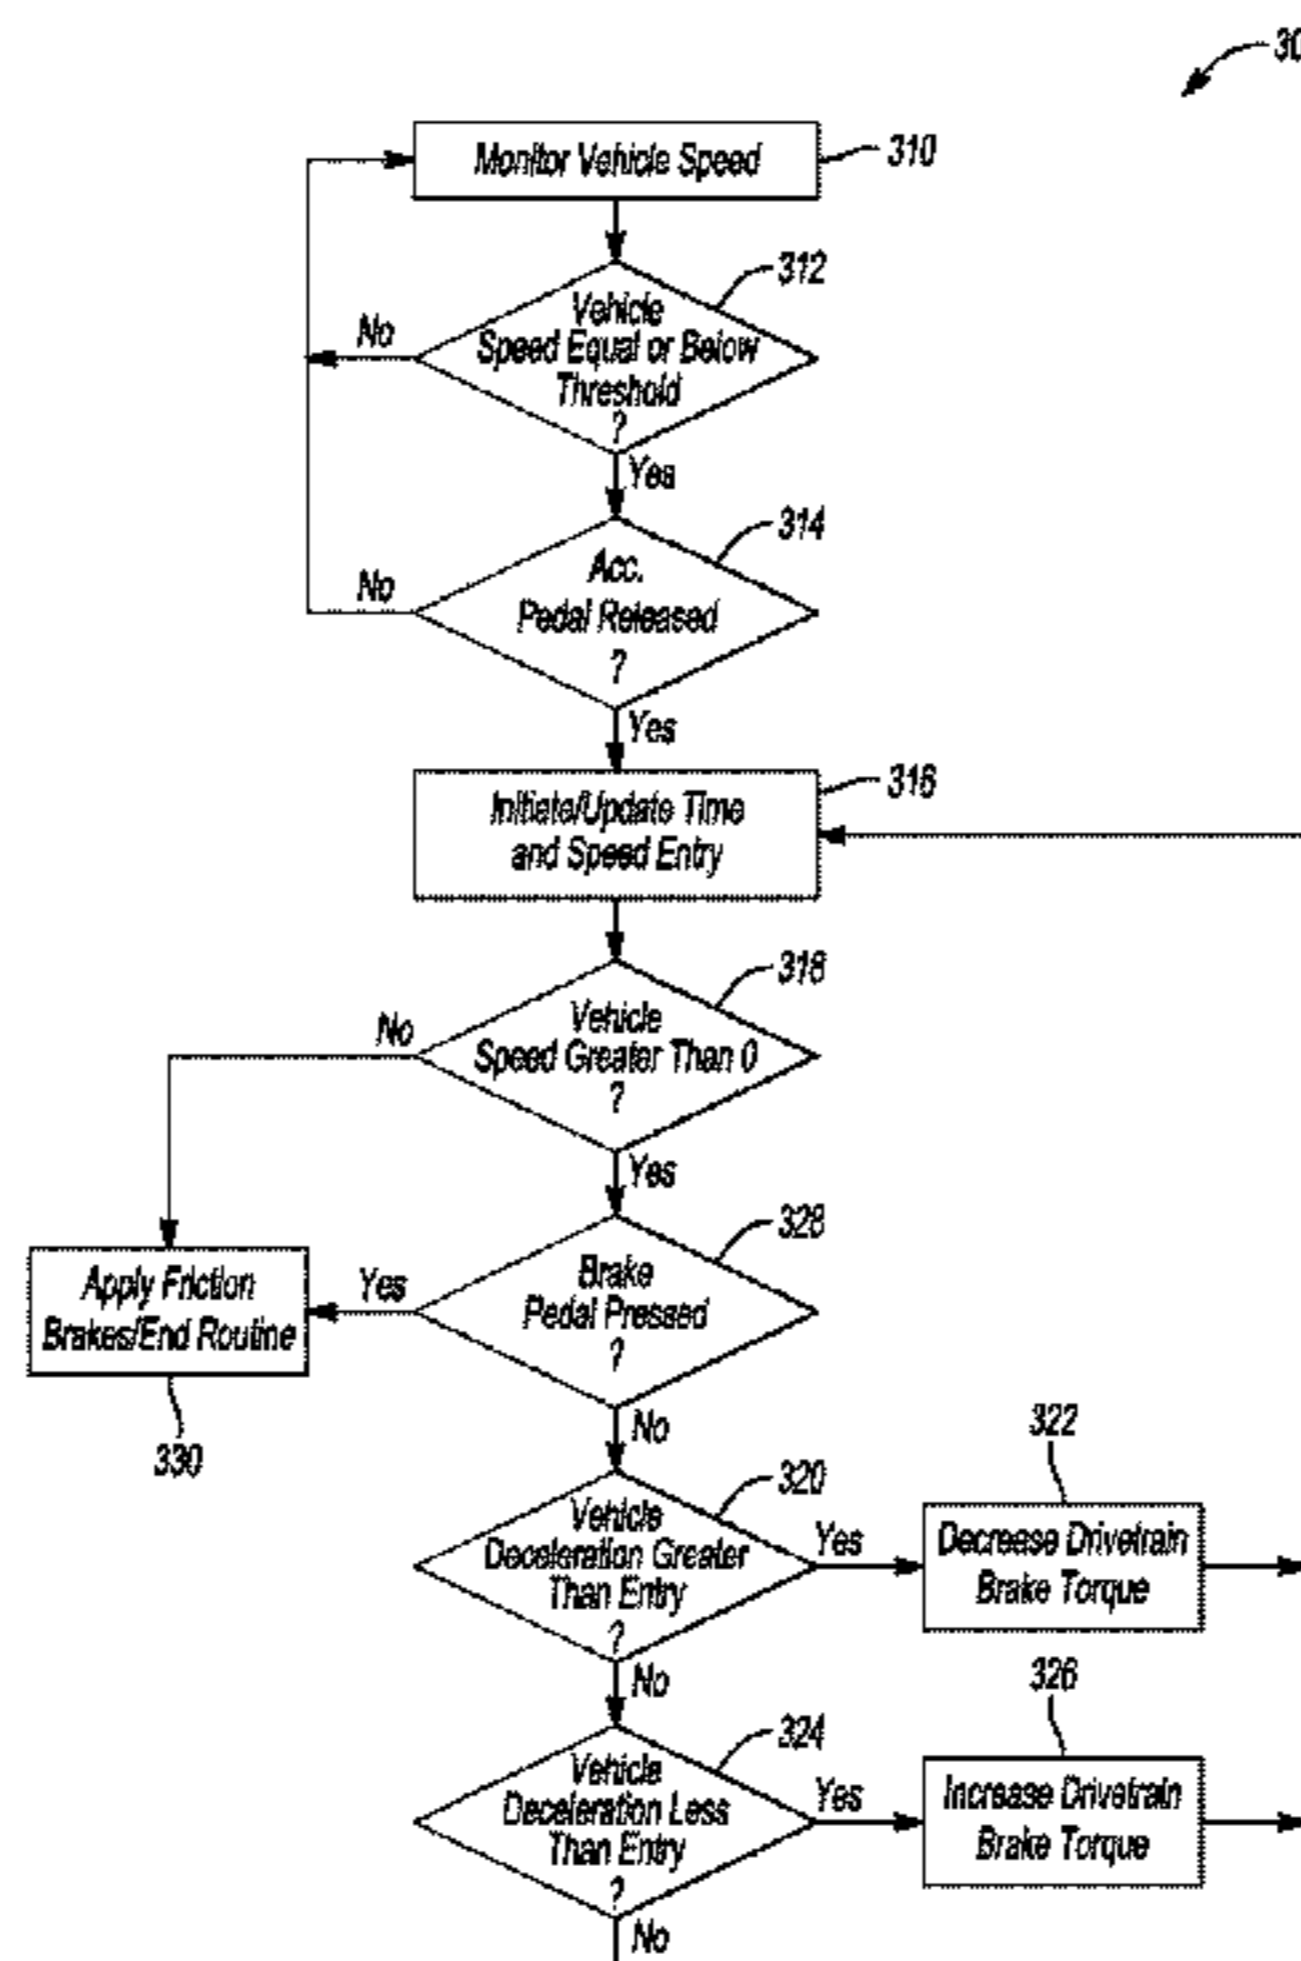 30
Monitor Vehicle Speed
310
312
Vehicle
Speed Equal or Below
Threshold
?
No
Yes
314
Acc.
Pedal Released
?
No
Yes
316
Initiate/Update Time
and Speed Entry
318
Vehicle
Speed Greater Than 0
?
No
Yes
328
Brake
Pedal Pressed
?
Yes
Apply Friction
Brakes/End Routine
330
No
320
Vehicle
Deceleration Greater
Than Entry
?
Yes
322
Decrease Drivetrain
Brake Torque
No
324
Vehicle
Deceleration Less
Than Entry
?
Yes
326
Increase Drivetrain
Brake Torque
No